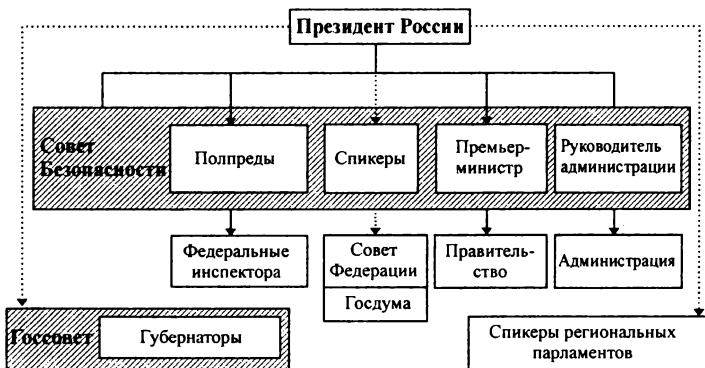 Президент России
Совет
Безопасности
Полпреды
Спикеры
Премьер-
министр
Руководитель
администрации
Федеральные
инспектора
Совет
Федерации
Госдума
Правитель-
ство
Администрация
Госсовет
Губернаторы
Спикеры региональных
парламентов